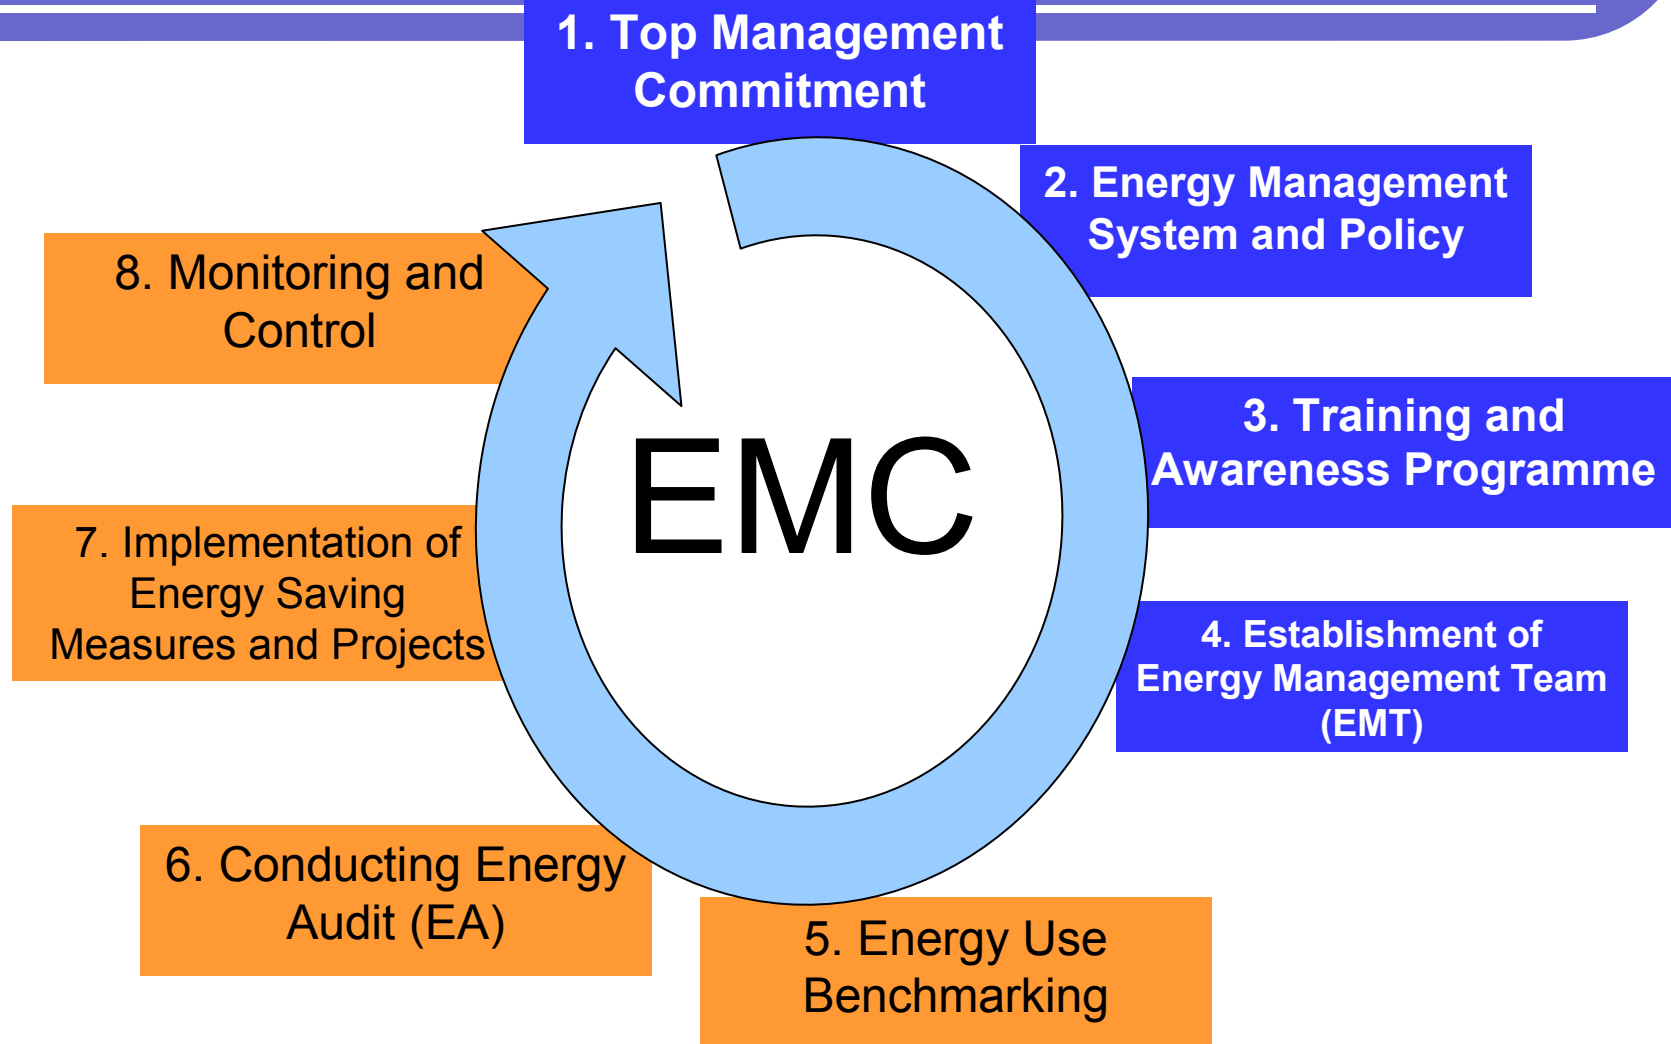 1. Top Management
Commitment
2. Energy Management
System and Policy
3. Training and
Awareness Programme
4. Establishment of
Energy Management Team
(EMT)
5. Energy Use
Benchmarking
6. Conducting Energy
Audit (EA)
7. Implementation of
Energy Saving
Measures and Projects
8. Monitoring and
Control
EMC